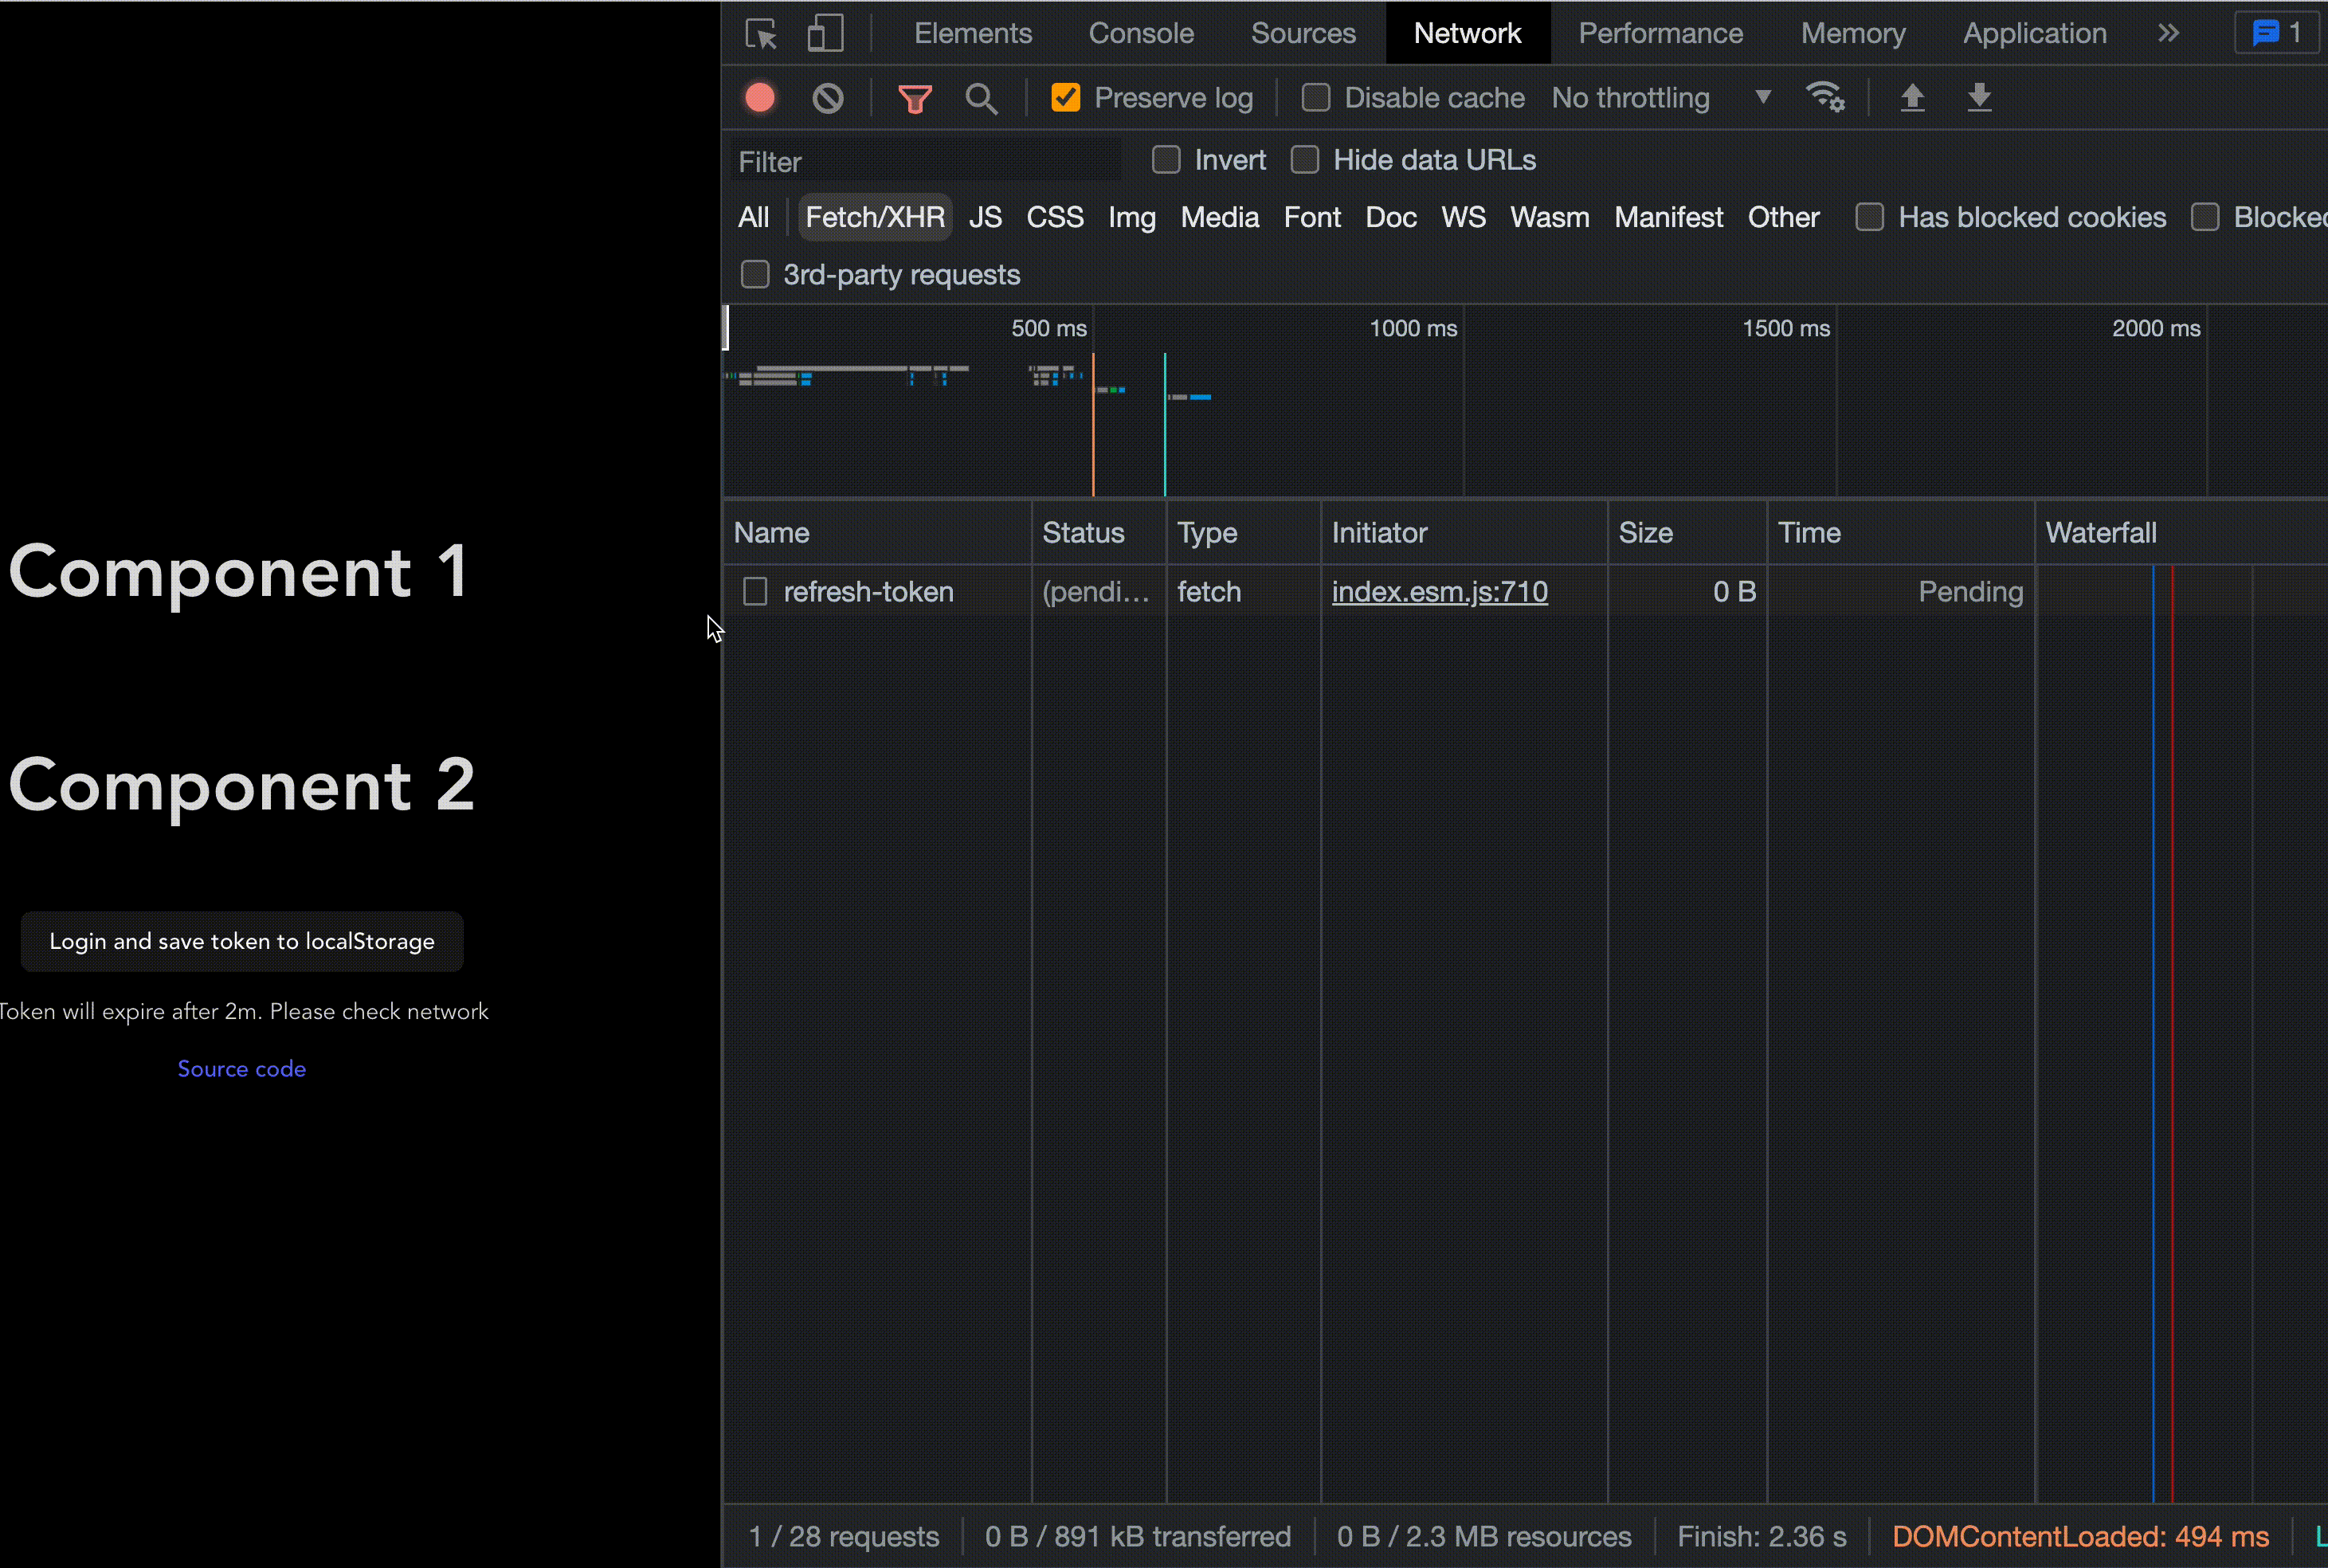 Elements Console Sources Network Performance Memory Application » 1
Preserve log Disable cache No throttling
Filter Invert Hide data URLs
All Fetch/XHR JS CSS Img Media Font Doc WS Wasm Manifest Other Has blocked cookies Blocked
3rd-party requests
500 ms 1000 ms 1500 ms 2000 ms
Name Status Type Initiator Size Time Waterfall
refresh-token (pendi... fetch index.esm.js:710 0 B Pending
Component 1
Component 2
Login and save token to localStorage
Token will expire after 2m. Please check network
Source code
1 / 28 requests 0 B / 891 kB transferred 0 B / 2.3 MB resources Finish: 2.36 s DOMContentLoaded: 494 ms